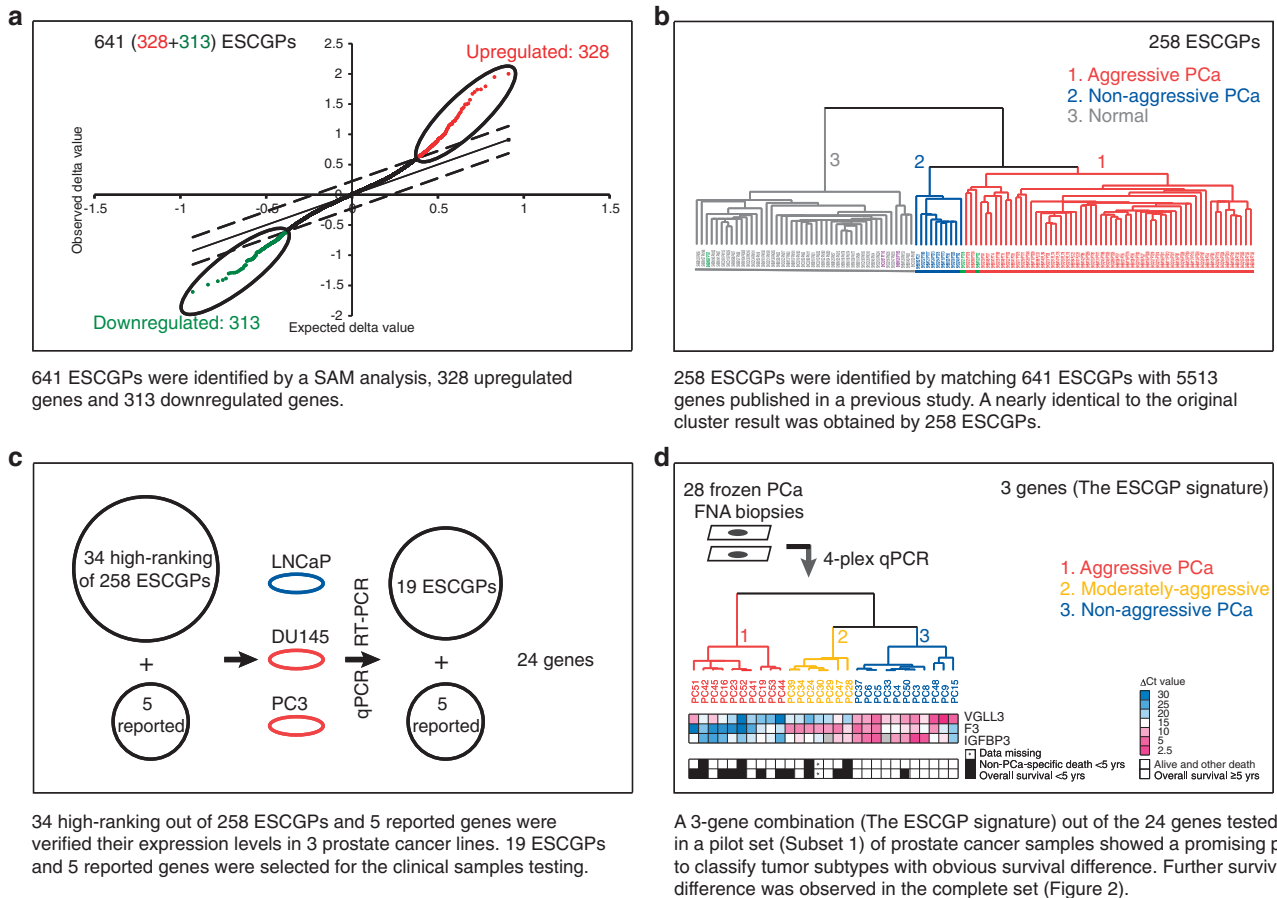 a
641 (328+313) ESCGPs
Upregulated: 328
2.5
2
1.5
1
0.5
0
-0.5
-1
-1.5
-2
-1.5
-1
-0.5
0.5
1
1.5
Observed delta value
Expected delta value
Downregulated: 313
641 ESCGPs were identified by a SAM analysis, 328 upregulated
genes and 313 downregulated genes.
b
258 ESCGPs
1. Aggressive PCa
2. Non-aggressive PCa
3. Normal
3
2
1
258 ESCGPs were identified by matching 641 ESCGPs with 5513
genes published in a previous study. A nearly identical to the original
cluster result was obtained by 258 ESCGPs.
c
34 high-ranking
of 258 ESCGPs
+
5
reported
LNCaP
DU145
PC3
qPCR RT-PCR
19 ESCGPs
+
5
reported
24 genes
34 high-ranking out of 258 ESCGPs and 5 reported genes were
verified their expression levels in 3 prostate cancer lines. 19 ESCGPs
and 5 reported genes were selected for the clinical samples testing.
d
28 frozen PCa
FNA biopsies
3 genes (The ESCGP signature)
4-plex qPCR
1. Aggressive PCa
2. Moderately-aggressive
3. Non-aggressive PCa
1
2
3
PC51 PC42 PC45 PC16 PC23 PC52 PC41 PC19 PC53 PC44 PC39 PC34 PC24 PC30 PC29 PC47 PC28 PC37 PC6 PC5 PC33 PC4 PC50 PC3 PC8 PC48 PC9 PC15
VGLL3
F3
IGFBP3
ΔCt value
30
25
20
15
10
5
2.5
Data missing
Non-PCa-specific death <5 yrs
Overall survival <5 yrs
Alive and other death
Overall survival ≥5 yrs
A 3-gene combination (The ESCGP signature) out of the 24 genes tested
in a pilot set (Subset 1) of prostate cancer samples showed a promising p
to classify tumor subtypes with obvious survival difference. Further surviv
difference was observed in the complete set (Figure 2).